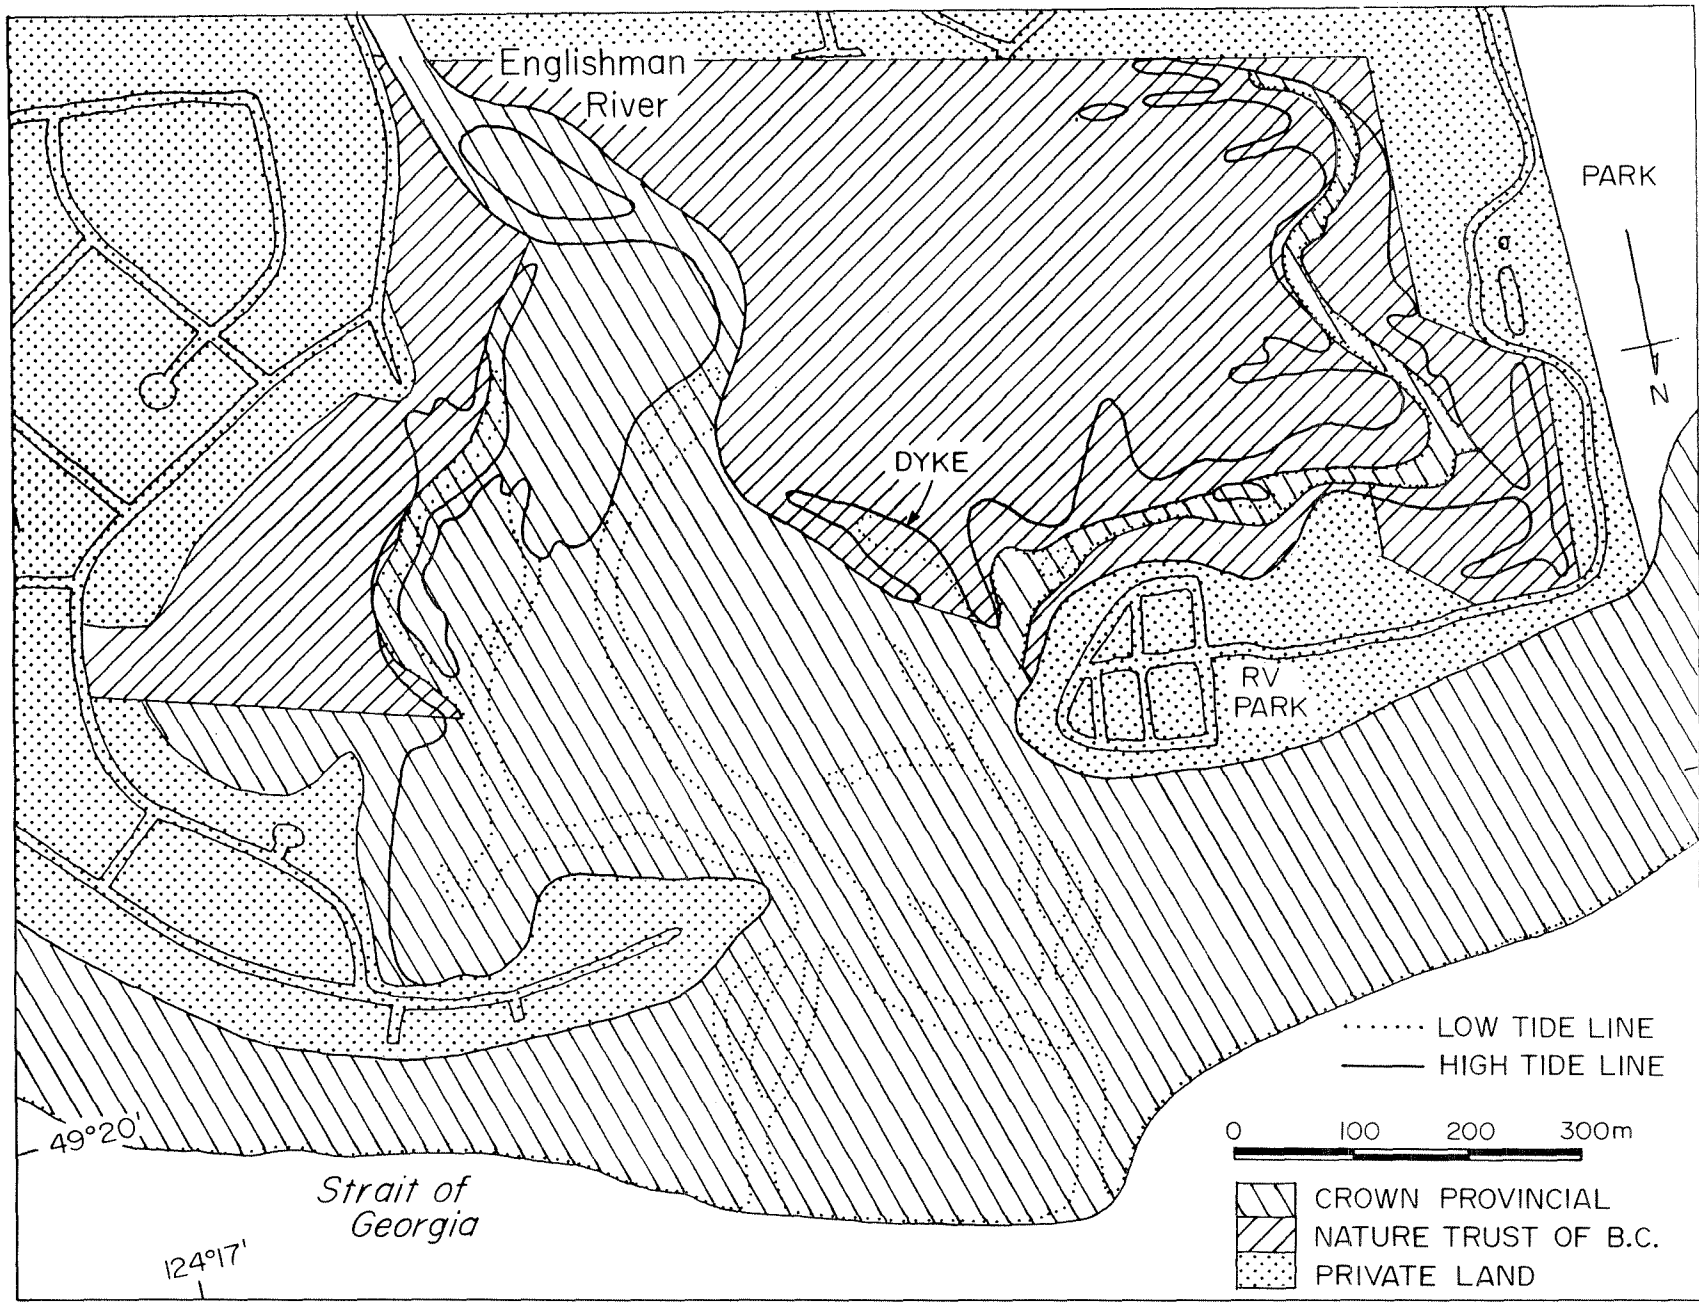 Englishman
River
PARK
N
DYKE
RV
PARK
LOW TIDE LINE
HIGH TIDE LINE
49°20'
0 100 200 300m
Strait of
Georgia
CROWN PROVINCIAL
NATURE TRUST OF B.C.
124°17'
PRIVATE LAND